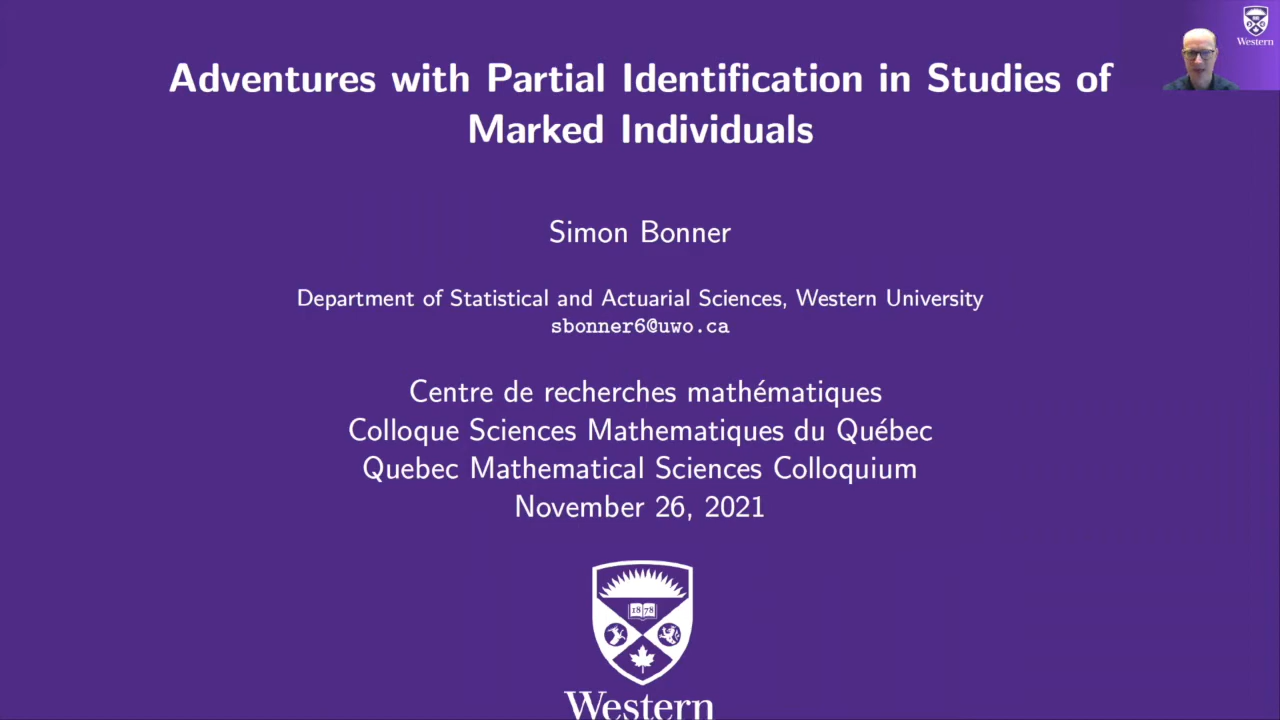 Adventures with Partial Identification in Studies of
Marked Individuals
Western
Simon Bonner
Department of Statistical and Actuarial Sciences, Western University
sbonner6@uwo.ca
Centre de recherches mathématiques
Colloque Sciences Mathematiques du Québec
Quebec Mathematical Sciences Colloquium
November 26, 2021
1878
Western